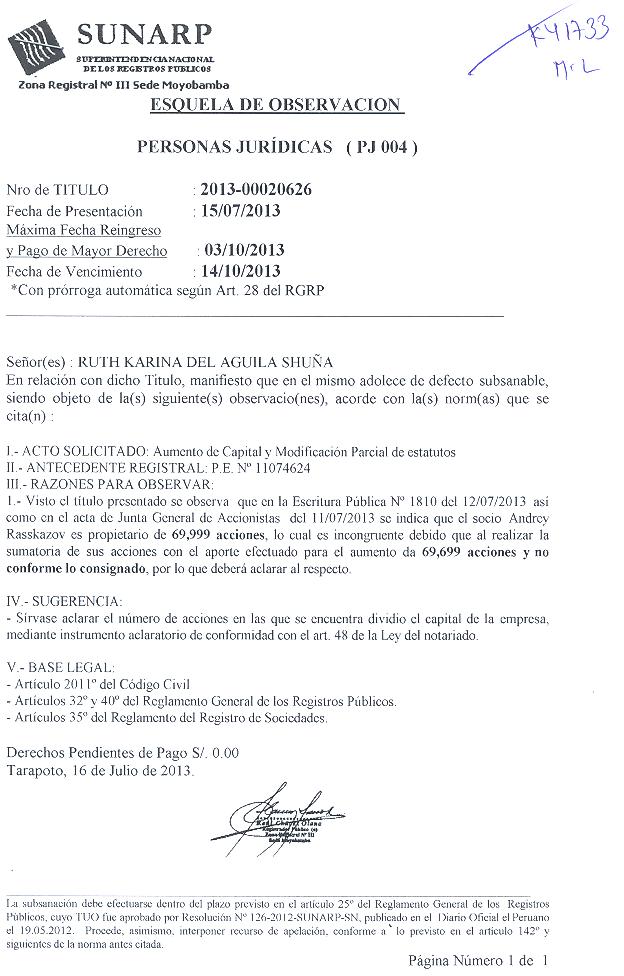 SUNARP
SUPERINTENDENCIA NACIONAL
DE LOS REGISTROS PUBLICOS
Zona Registral Nº III Sede Moyobamba
K41733
ESQUELA DE OBSERVACION
PERSONAS JURÍDICAS ( PJ 004 )
Nro de TITULO : 2013-00020626
Fecha de Presentación : 15/07/2013
Máxima Fecha Reingreso
y Pago de Mayor Derecho : 03/10/2013
Fecha de Vencimiento : 14/10/2013
*Con prórroga automática según Art. 28 del RGRP
Señor(es) : RUTH KARINA DEL AGUILA SHUÑA
En relación con dicho Titulo, manifiesto que en el mismo adolece de defecto subsanable,
siendo objeto de la(s) siguiente(s) observacio(nes), acorde con la(s) norm(as) que se
cita(n) :
I.- ACTO SOLICITADO: Aumento de Capital y Modificación Parcial de estatutos
II.- ANTECEDENTE REGISTRAL: P.E. Nº 11074624
III.- RAZONES PARA OBSERVAR:
1.- Visto el título presentado se observa que en la Escritura Pública Nº 1810 del 12/07/2013 así
como en el acta de Junta General de Accionistas del 11/07/2013 se indica que el socio Andrey
Rasskazov es propietario de 69,999 acciones, lo cual es incongruente debido que al realizar la
sumatoria de sus acciones con el aporte efectuado para el aumento da 69,699 acciones y no
conforme lo consignado, por lo que deberá aclarar al respecto.
IV.- SUGERENCIA:
- Sírvase aclarar el número de acciones en las que se encuentra dividio el capital de la empresa,
mediante instrumento aclaratorio de conformidad con el art. 48 de la Ley del notariado.
V.- BASE LEGAL:
- Artículo 2011º del Código Civil
- Artículos 32º y 40º del Reglamento General de los Registros Públicos.
- Artículos 35º del Reglamento del Registro de Sociedades.
Derechos Pendientes de Pago S/. 0.00
Tarapoto, 16 de Julio de 2013.
Registrador Público (e)
Zona Registral Nº III
Sede Moyobamba
La subsanación debe efectuarse dentro del plazo previsto en el artículo 25º del Reglamento General de los Registros
Públicos, cuyo TUO fue aprobado por Resolución Nº 126-2012-SUNARP-SN, publicado en el Diario Oficial el Peruano
el 19.05.2012. Procede, asimismo, interponer recurso de apelación, conforme a lo previsto en el artículo 142º y
siguientes de la norma antes citada.
Página Número 1 de 1